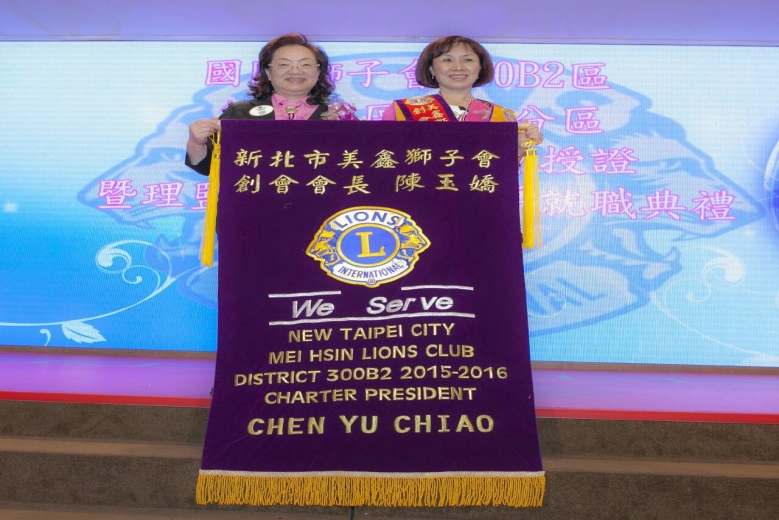 國際獅子會300B2區
分區
授證
暨理監
就職典禮
新北市美鑫獅子會
創會會長 陳玉嬌
LIONS
L
INTERNATIONAL
We Serve
NEW TAIPEI CITY
MEI HSIN LIONS CLUB
DISTRICT 300B2 2015-2016
CHARTER PRESIDENT
CHEN YU CHIAO